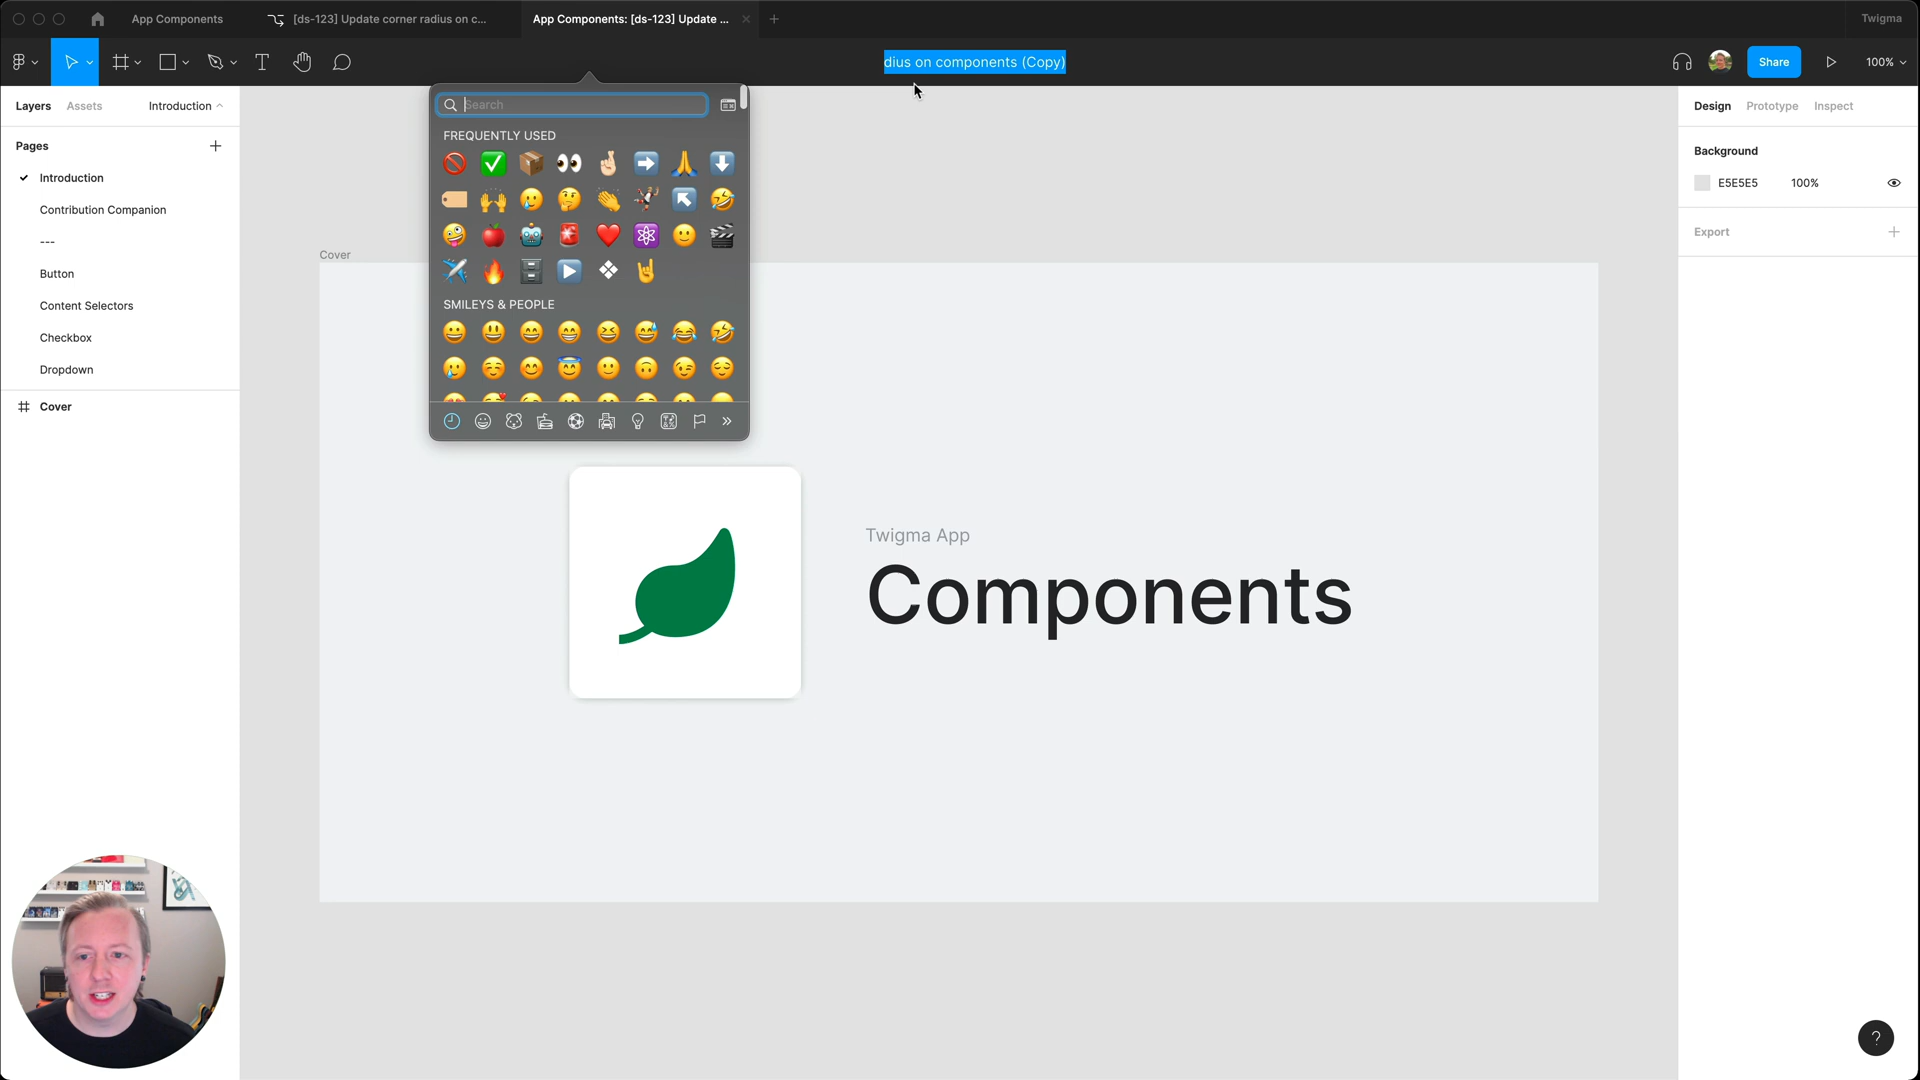 App Components
[ds-123] Update corner radius on c...
App Components: [ds-123] Update ...
Twigma
dius on components (Copy)
Share
100%
Layers
Assets
Introduction
Search
Design
Prototype
Inspect
Pages
FREQUENTLY USED
Background
Introduction
E5E5E5
100%
Contribution Companion
---
Export
Cover
Button
Content Selectors
SMILEYS & PEOPLE
Checkbox
Dropdown
Cover
Twigma App
Components
?